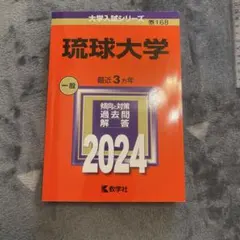 大学入試シリーズ
168
琉球大学
最近3カ年
一般
傾向と対策
過去問
解答
2024
教学社